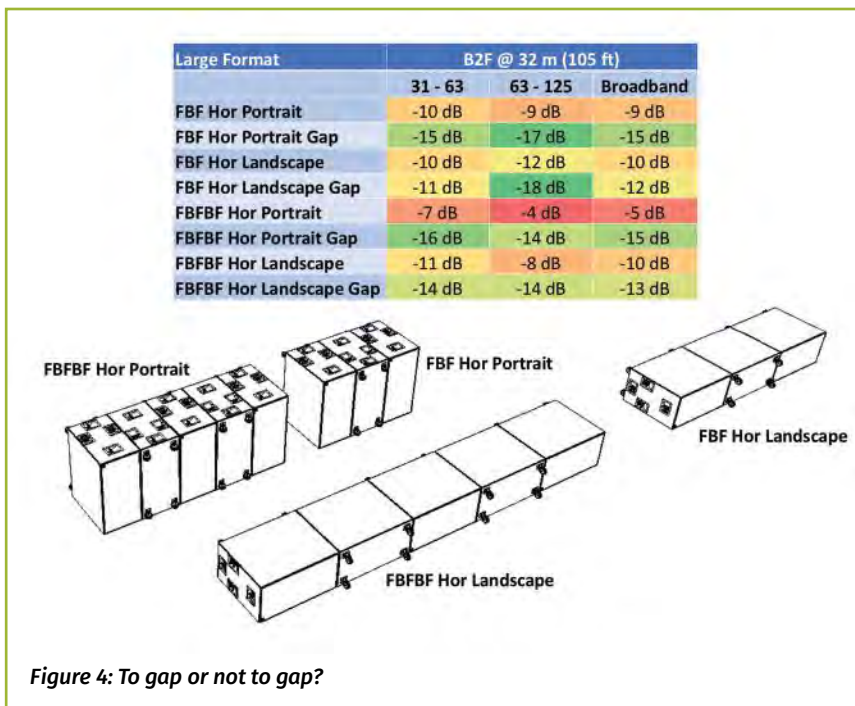 Large Format B2F @ 32 m (105 ft)
31 - 63 63 - 125 Broadband
FBF Hor Portrait -10 dB -9 dB -9 dB
FBF Hor Portrait Gap -15 dB -17 dB -15 dB
FBF Hor Landscape -10 dB -12 dB -10 dB
FBF Hor Landscape Gap -11 dB -18 dB -12 dB
FBFBF Hor Portrait -7 dB -4 dB -5 dB
FBFBF Hor Portrait Gap -16 dB -14 dB -15 dB
FBFBF Hor Landscape -11 dB -8 dB -10 dB
FBFBF Hor Landscape Gap -14 dB -14 dB -13 dB
FBFBF Hor Portrait
FBF Hor Portrait
FBF Hor Landscape
FBFBF Hor Landscape
Figure 4: To gap or not to gap?